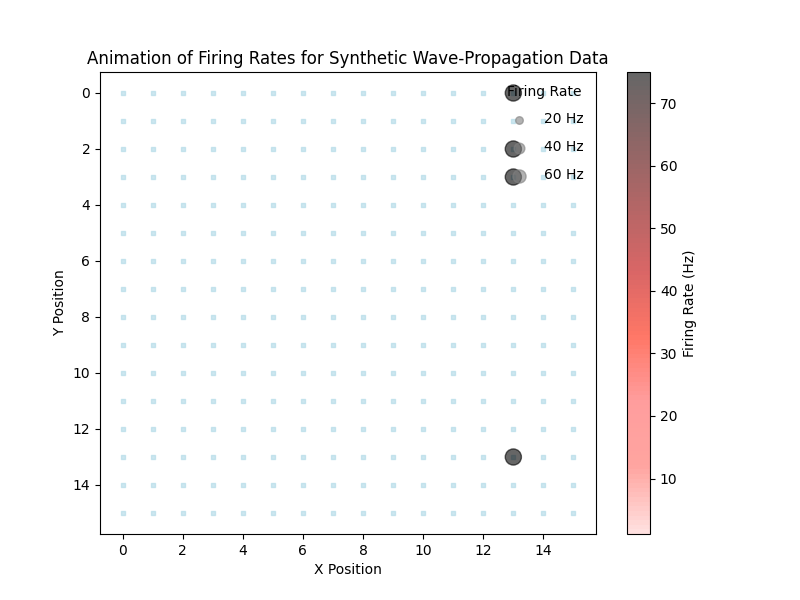 Animation of Firing Rates for Synthetic Wave-Propagation Data
Firing Rate
20 Hz
40 Hz
60 Hz
0
2
4
6
8
10
12
14
Y Position
0 2 4 6 8 10 12 14
X Position
70
60
50
40
30
20
10
Firing Rate (Hz)